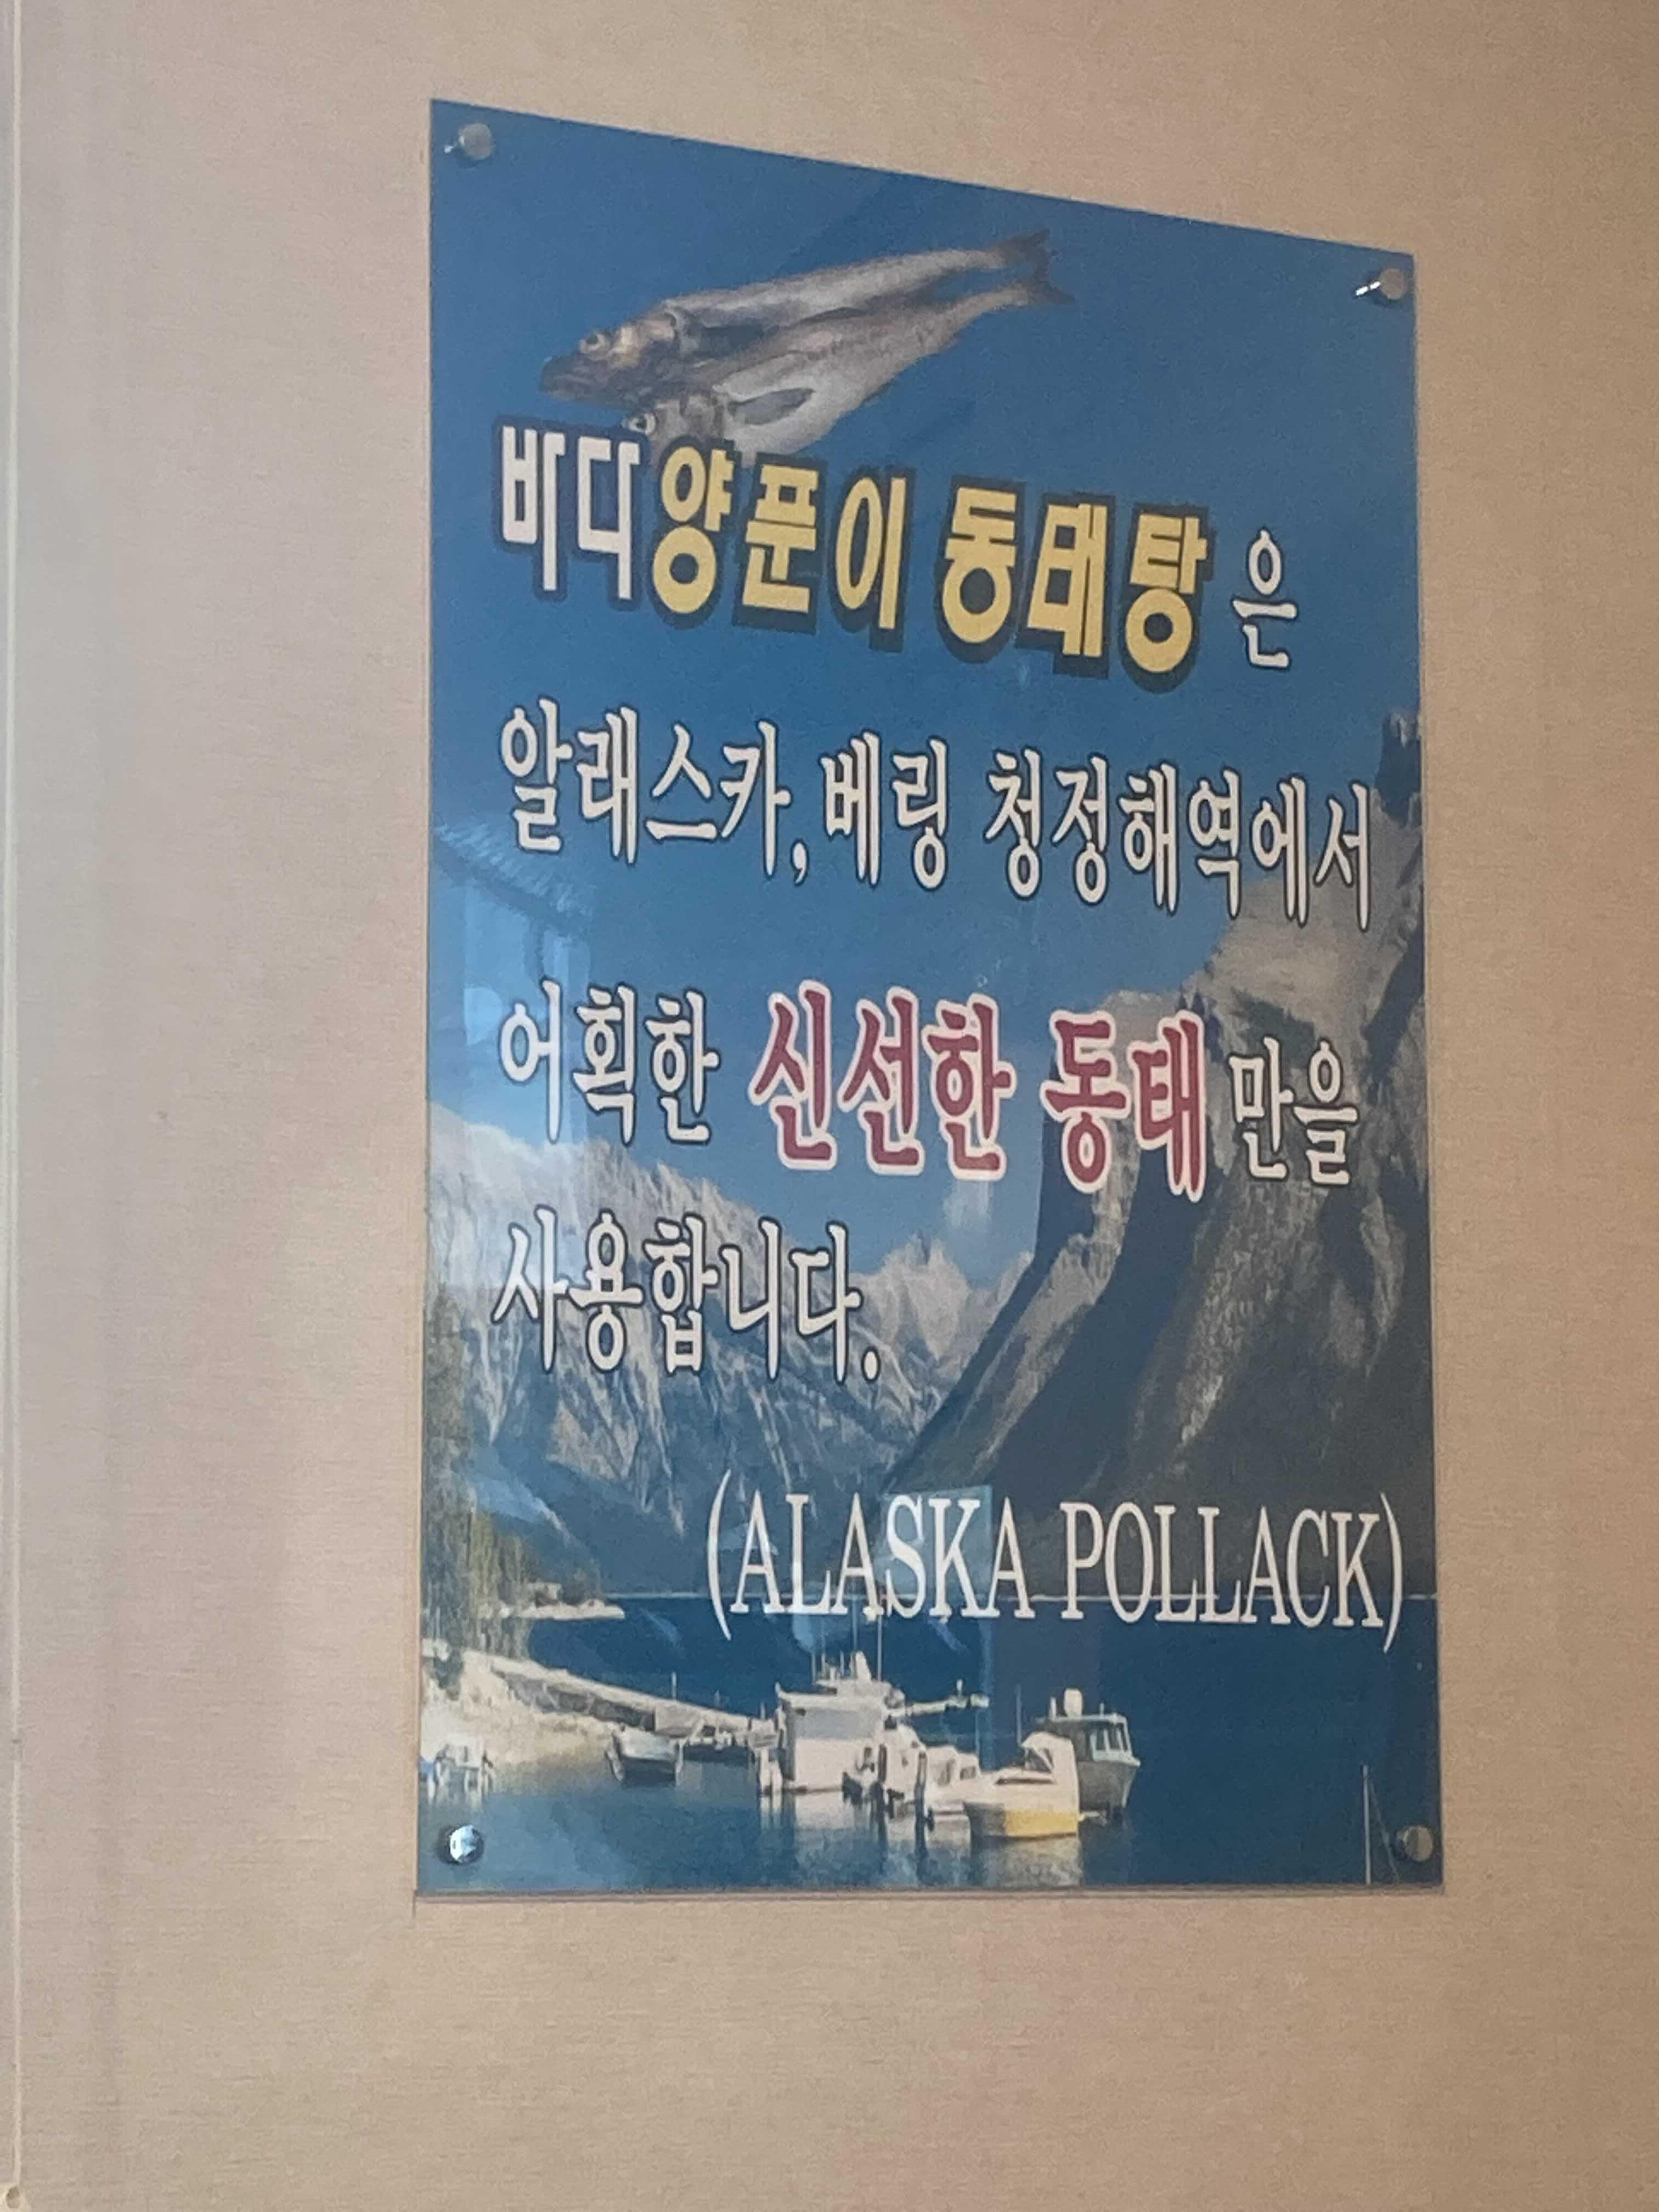 바다양푼이 동태탕은
알래스카,베링 청정해역에서
어획한 신선한 동태만을
사용합니다.
(ALASKA POLLACK)